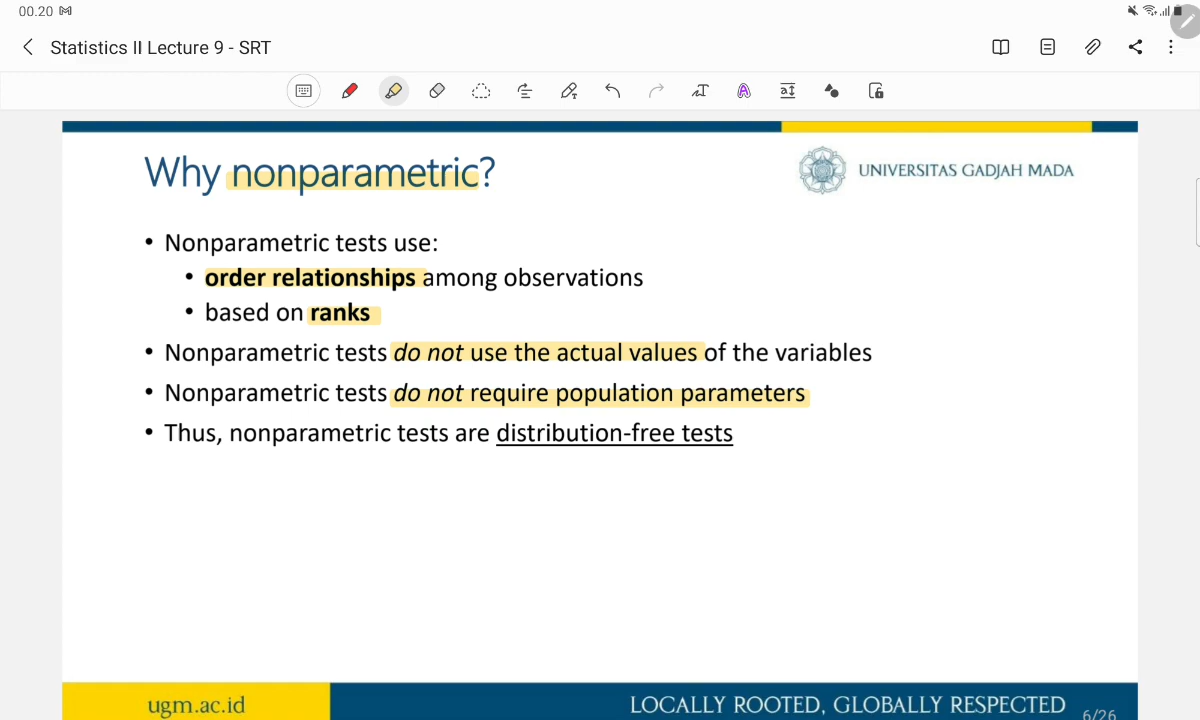 00.20
Statistics II Lecture 9 - SRT
Why nonparametric?
UNIVERSITAS GADJAH MADA
• Nonparametric tests use:
• order relationships among observations
• based on ranks
• Nonparametric tests do not use the actual values of the variables
• Nonparametric tests do not require population parameters
• Thus, nonparametric tests are distribution-free tests
ugm.ac.id
LOCALLY ROOTED, GLOBALLY RESPECTED
6/26